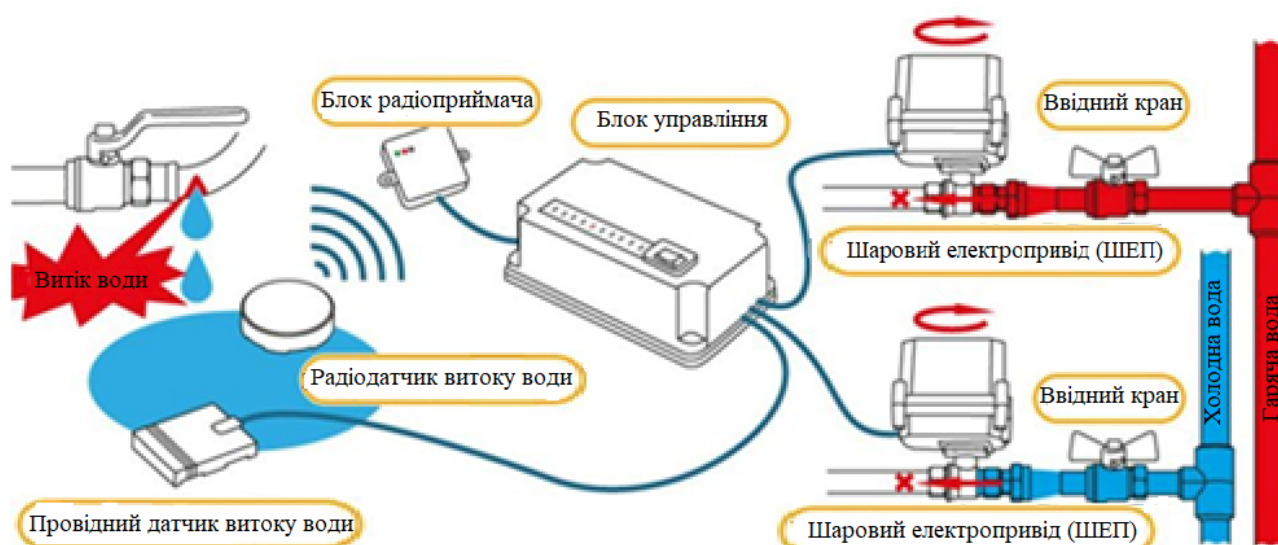 Блок радіоприймача
Блок управління
Ввідний кран
Витік води
Шаровий електропривід (ШЕП)
Радіодатчик витоку води
Ввідний кран
Холодна вода
Гаряча вода
Провідний датчик витоку води
Шаровий електропривід (ШЕП)